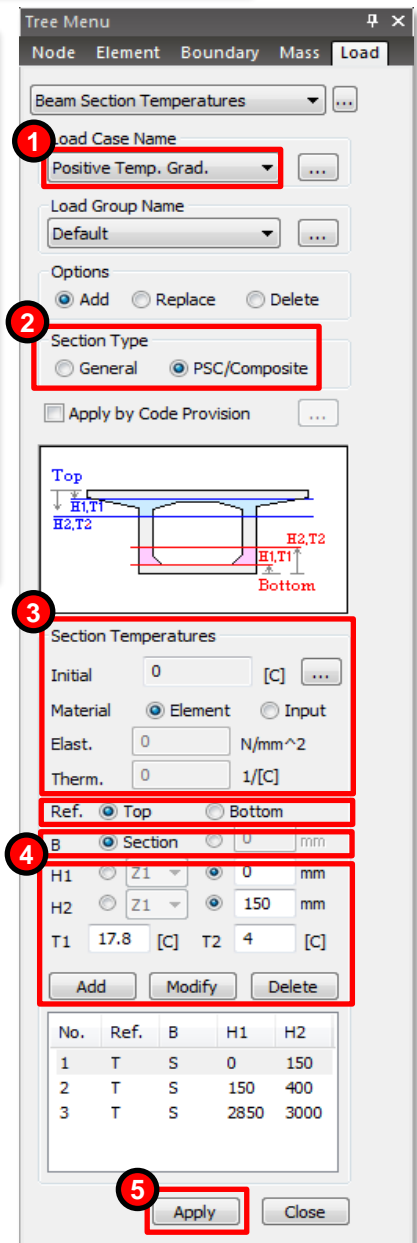 Tree Menu
Node Element Boundary Mass Load
Beam Section Temperatures ...
1
Load Case Name
Positive Temp. Grad. ...
Load Group Name
Default ...
Options
Add Replace Delete
2
Section Type
General PSC/Composite
Apply by Code Provision ...
Top
H1,T1
H2,T2
H2,T2
H1,T1
Bottom
3
Section Temperatures
Initial 0 [C] ...
Material Element Input
Elast. 0 N/mm^2
Therm. 0 1/[C]
Ref. Top Bottom
4
B Section 0 mm
H1 Z1 0 mm
H2 Z1 150 mm
T1 17.8 [C] T2 4 [C]
Add Modify Delete
No. Ref. B H1 H2
1 T S 0 150
2 T S 150 400
3 T S 2850 3000
5
Apply Close